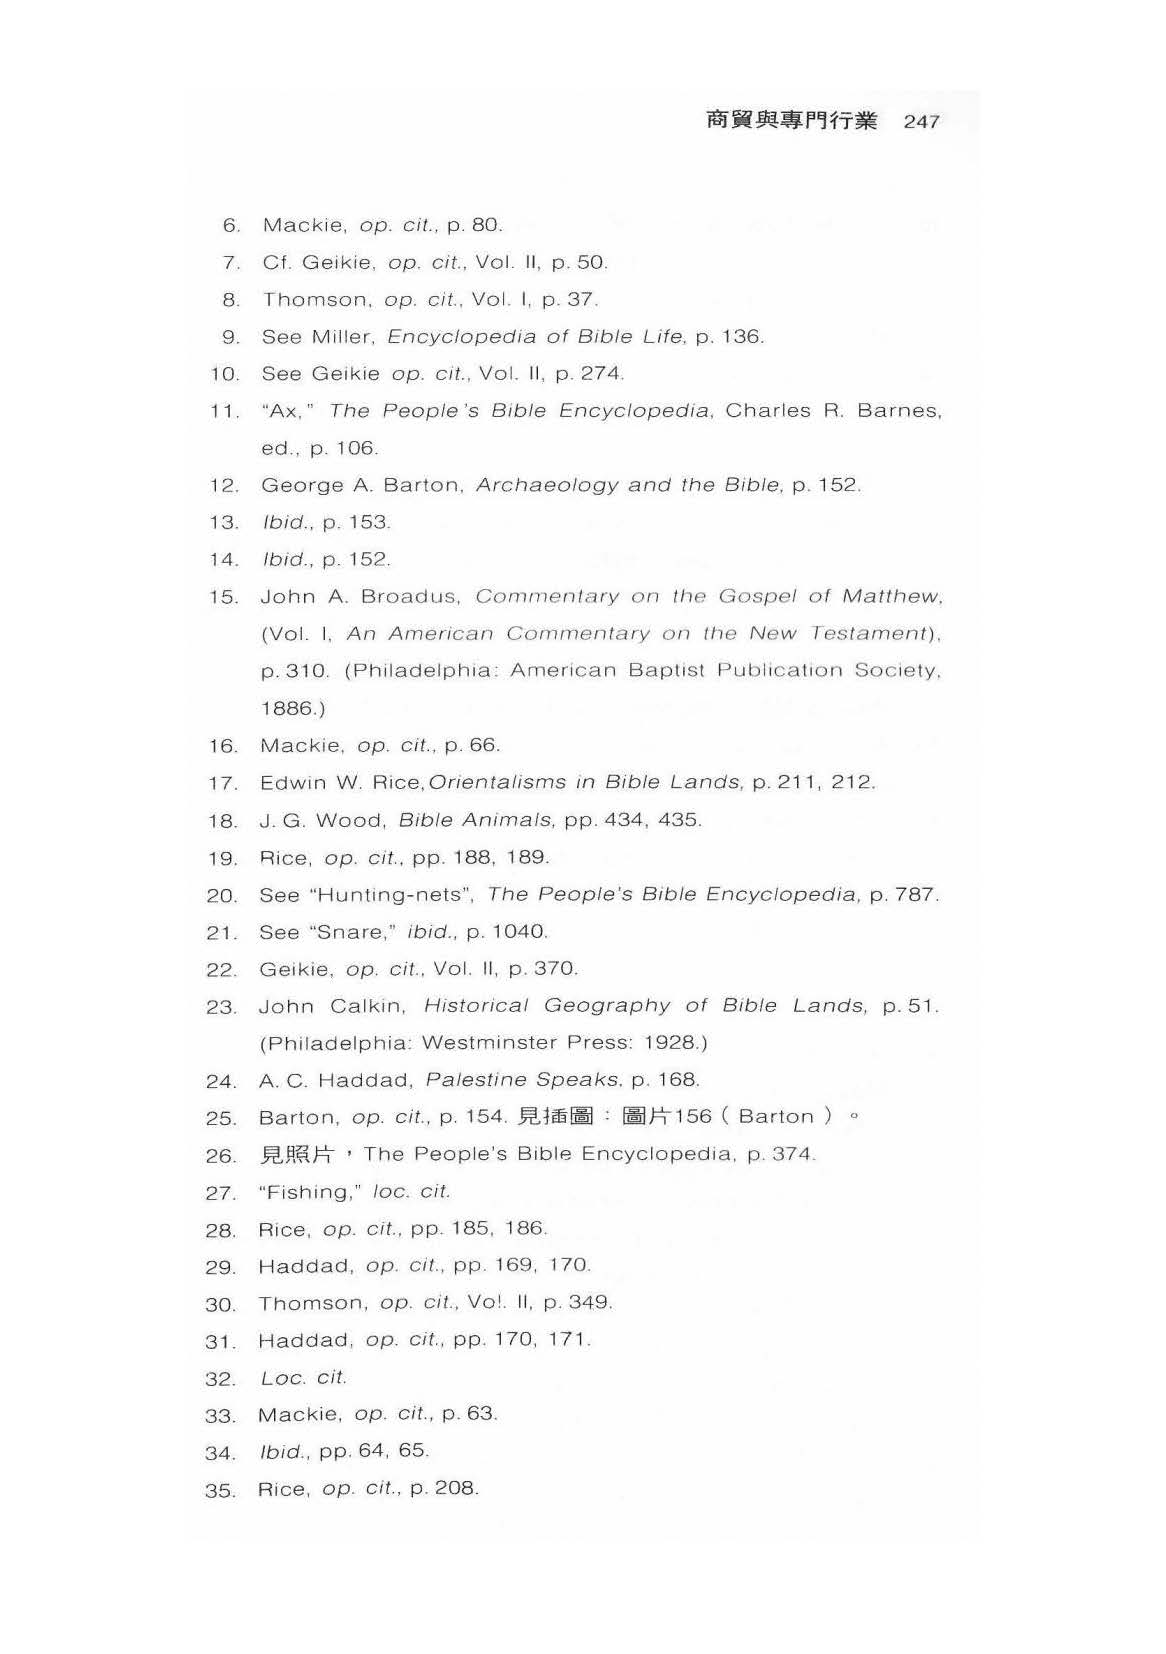 商貿與專門行業 247
6. Mackie, op. cit., p. 80.
7. Cf. Geikie, op. cit., Vol. II, p. 50.
8. Thomson, op. cit., Vol. I, p. 37.
9. See Miller, Encyclopedia of Bible Life, p. 136.
10. See Geikie op. cit., Vol. II, p. 274.
11. “Ax,” The People's Bible Encyclopedia, Charles R. Barnes,
ed., p. 106.
12. George A. Barton, Archaeology and the Bible, p. 152.
13. Ibid., p. 153.
14. Ibid., p. 152.
15. John A. Broadus, Commentary on the Gospel of Matthew,
(Vol. I, An American Commentary on the New Testament),
p. 310. (Philadelphia: American Baptist Publication Society,
1886.)
16. Mackie, op. cit., p. 66.
17. Edwin W. Rice, Orientalisms in Bible Lands, p. 211, 212.
18. J. G. Wood, Bible Animals, pp. 434, 435.
19. Rice, op. cit., pp. 188, 189.
20. See “Hunting-nets”, The People's Bible Encyclopedia, p. 787.
21. See “Snare,” ibid., p. 1040.
22. Geikie, op. cit., Vol. II, p. 370.
23. John Calkin, Historical Geography of Bible Lands, p. 51.
(Philadelphia: Westminster Press: 1928.)
24. A. C. Haddad, Palestine Speaks, p. 168.
25. Barton, op. cit., p. 154. 見插圖：圖片156（Barton）。
26. 見照片，The People's Bible Encyclopedia, p. 374.
27. “Fishing,” loc. cit.
28. Rice, op. cit., pp. 185, 186.
29. Haddad, op. cit., pp. 169, 170.
30. Thomson, op. cit., Vol. II, p. 349.
31. Haddad, op. cit., pp. 170, 171.
32. Loc. cit.
33. Mackie, op. cit., p. 63.
34. Ibid., pp. 64, 65.
35. Rice, op. cit., p. 208.